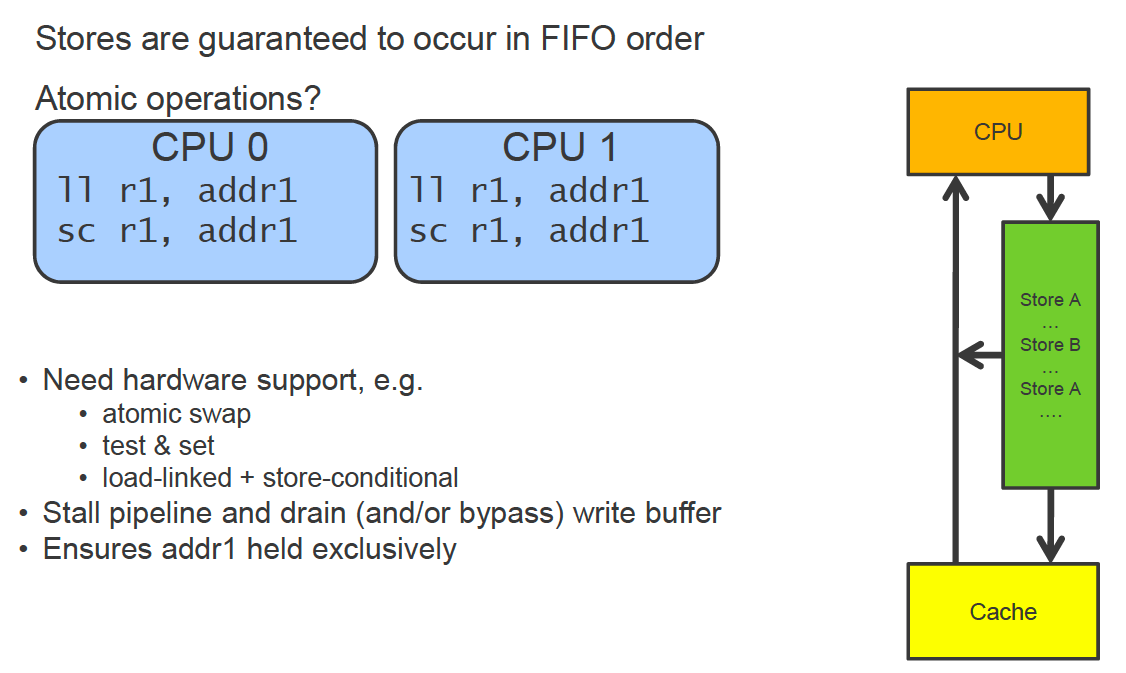 Stores are guaranteed to occur in FIFO order
Atomic operations?
CPU 0
ll r1, addr1
sc r1, addr1
CPU 1
ll r1, addr1
sc r1, addr1
• Need hardware support, e.g.
• atomic swap
• test & set
• load-linked + store-conditional
• Stall pipeline and drain (and/or bypass) write buffer
• Ensures addr1 held exclusively
CPU
Store A
...
Store B
...
Store A
....
Cache